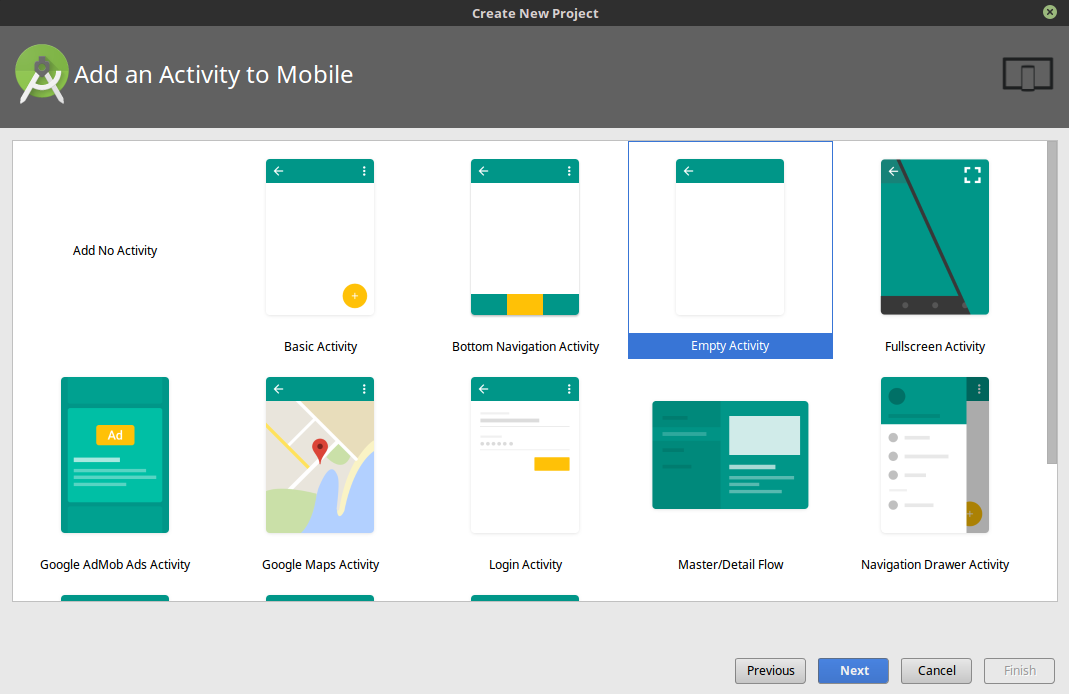 Create New Project
Add an Activity to Mobile
Add No Activity
Basic Activity
Bottom Navigation Activity
Empty Activity
Fullscreen Activity
Ad
Google AdMob Ads Activity
Google Maps Activity
Login Activity
Master/Detail Flow
Navigation Drawer Activity
Previous
Next
Cancel
Finish